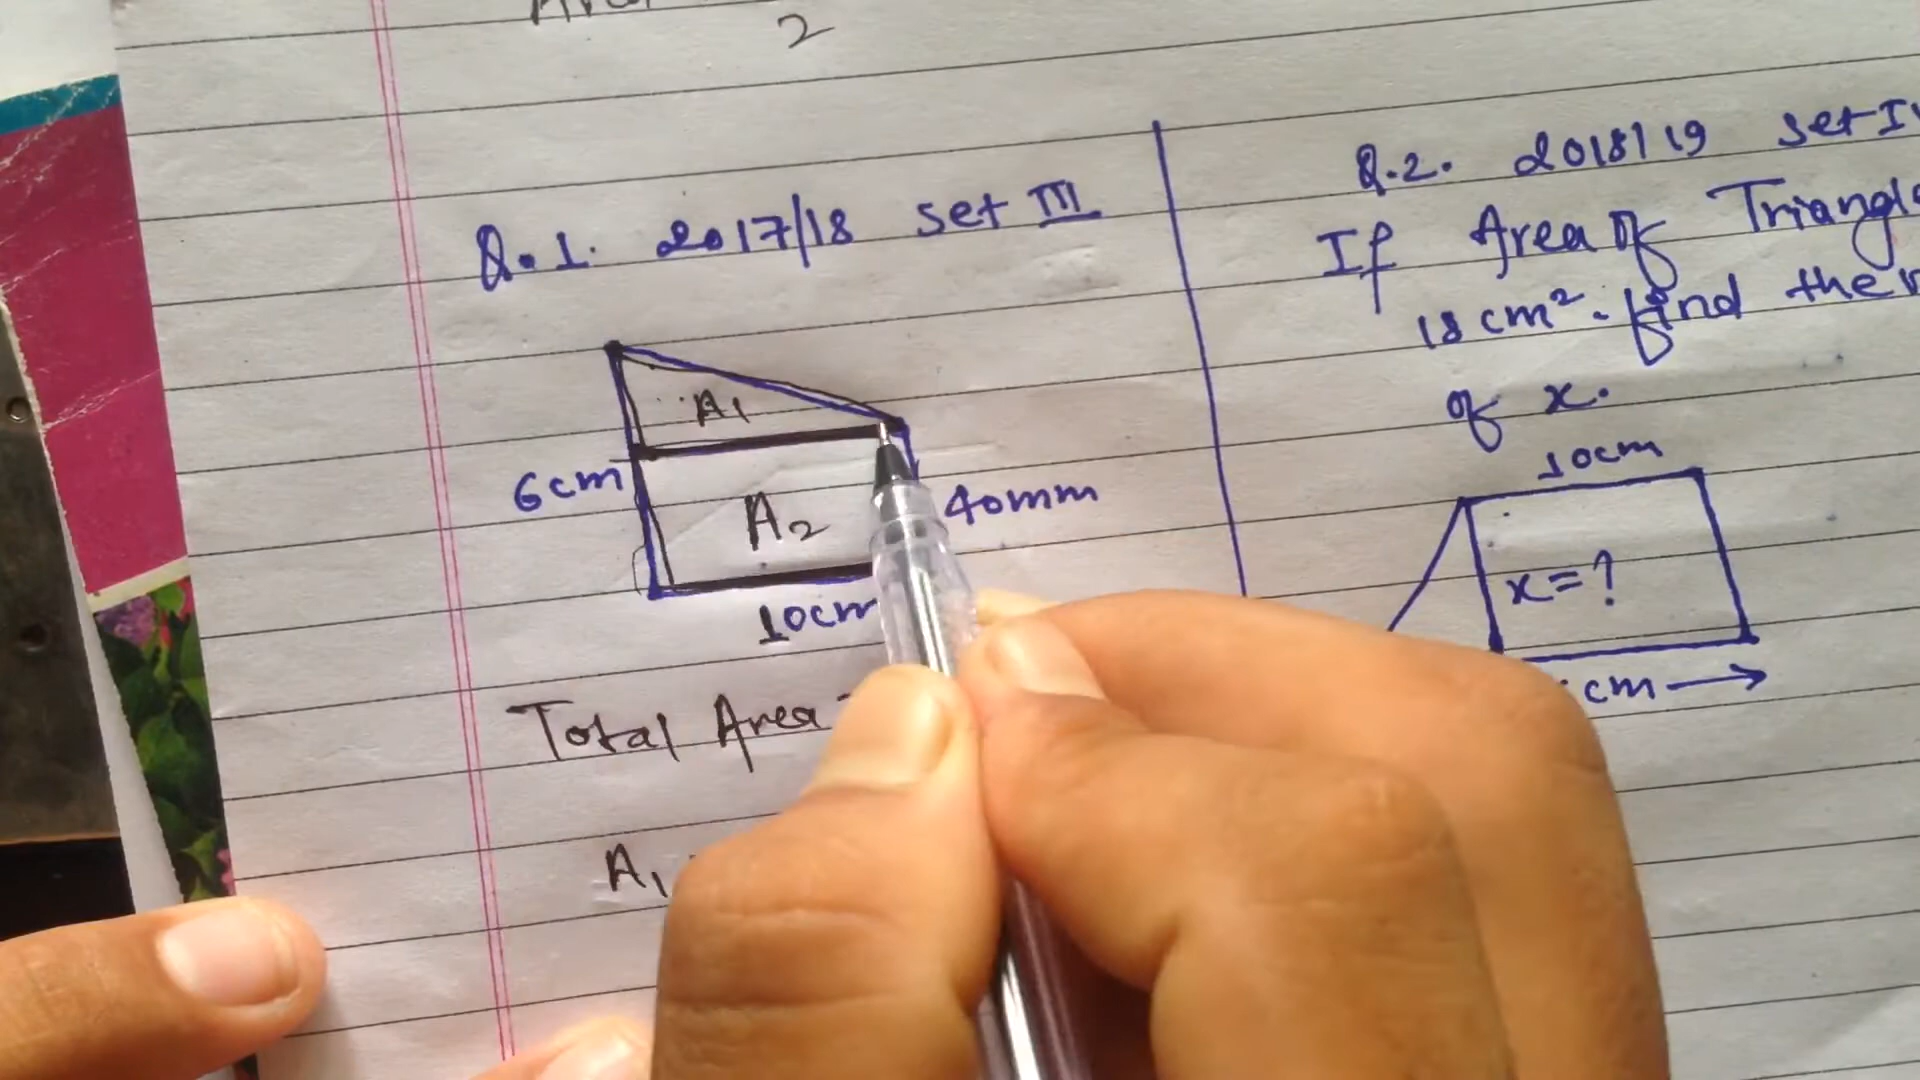 2
Q.1. 2017/18 set III
A1
6cm
A2
40mm
10cm
Total Area
A1
Q.2. 2018/19 set
If Area of
18 cm². find
of x.
10cm
x=?
cm